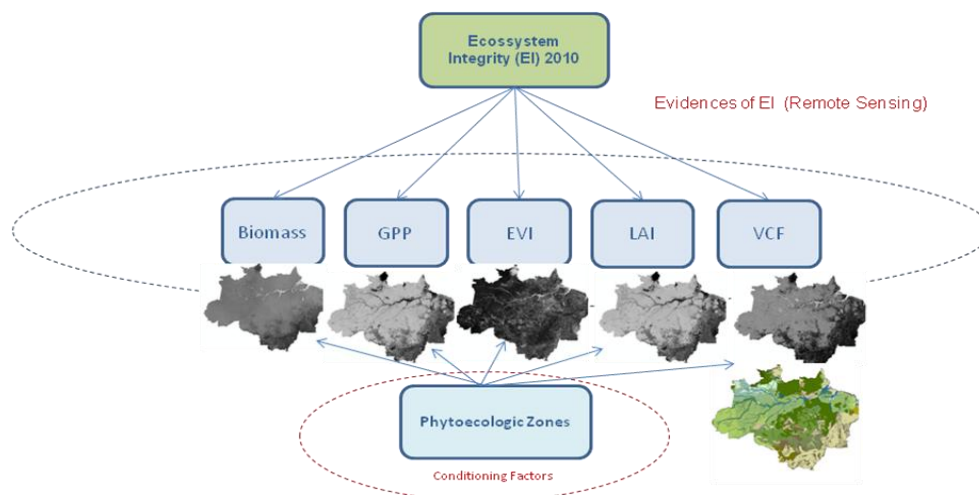 Ecossystem
Integrity (EI) 2010
Evidences of EI (Remote Sensing)
Biomass
GPP
EVI
LAI
VCF
Phytoecologic Zones
Conditioning Factors